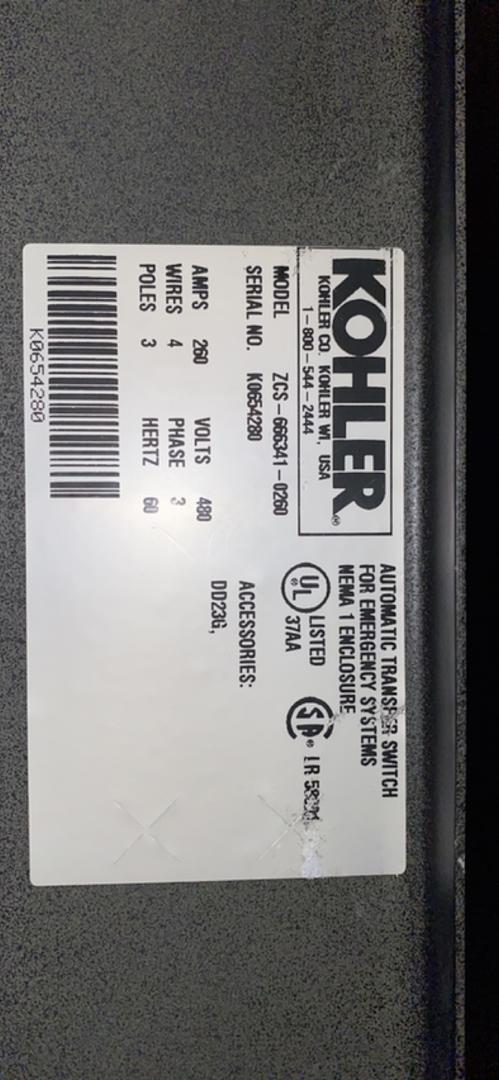 KOHLER®
KOHLER CO. KOHLER WI, USA
1-800-544-2444
AUTOMATIC TRANSFER SWITCH
FOR EMERGENCY SYSTEMS
NEMA 1 ENCLOSURE
UL ® LISTED
37AA
SA® LR
MODEL ZCS-666341-0260
SERIAL NO. K0654280
AMPS 260 VOLTS 480
WIRES 4 PHASE 3
POLES 3 HERTZ 60
ACCESSORIES:
DD23G,
K0654280